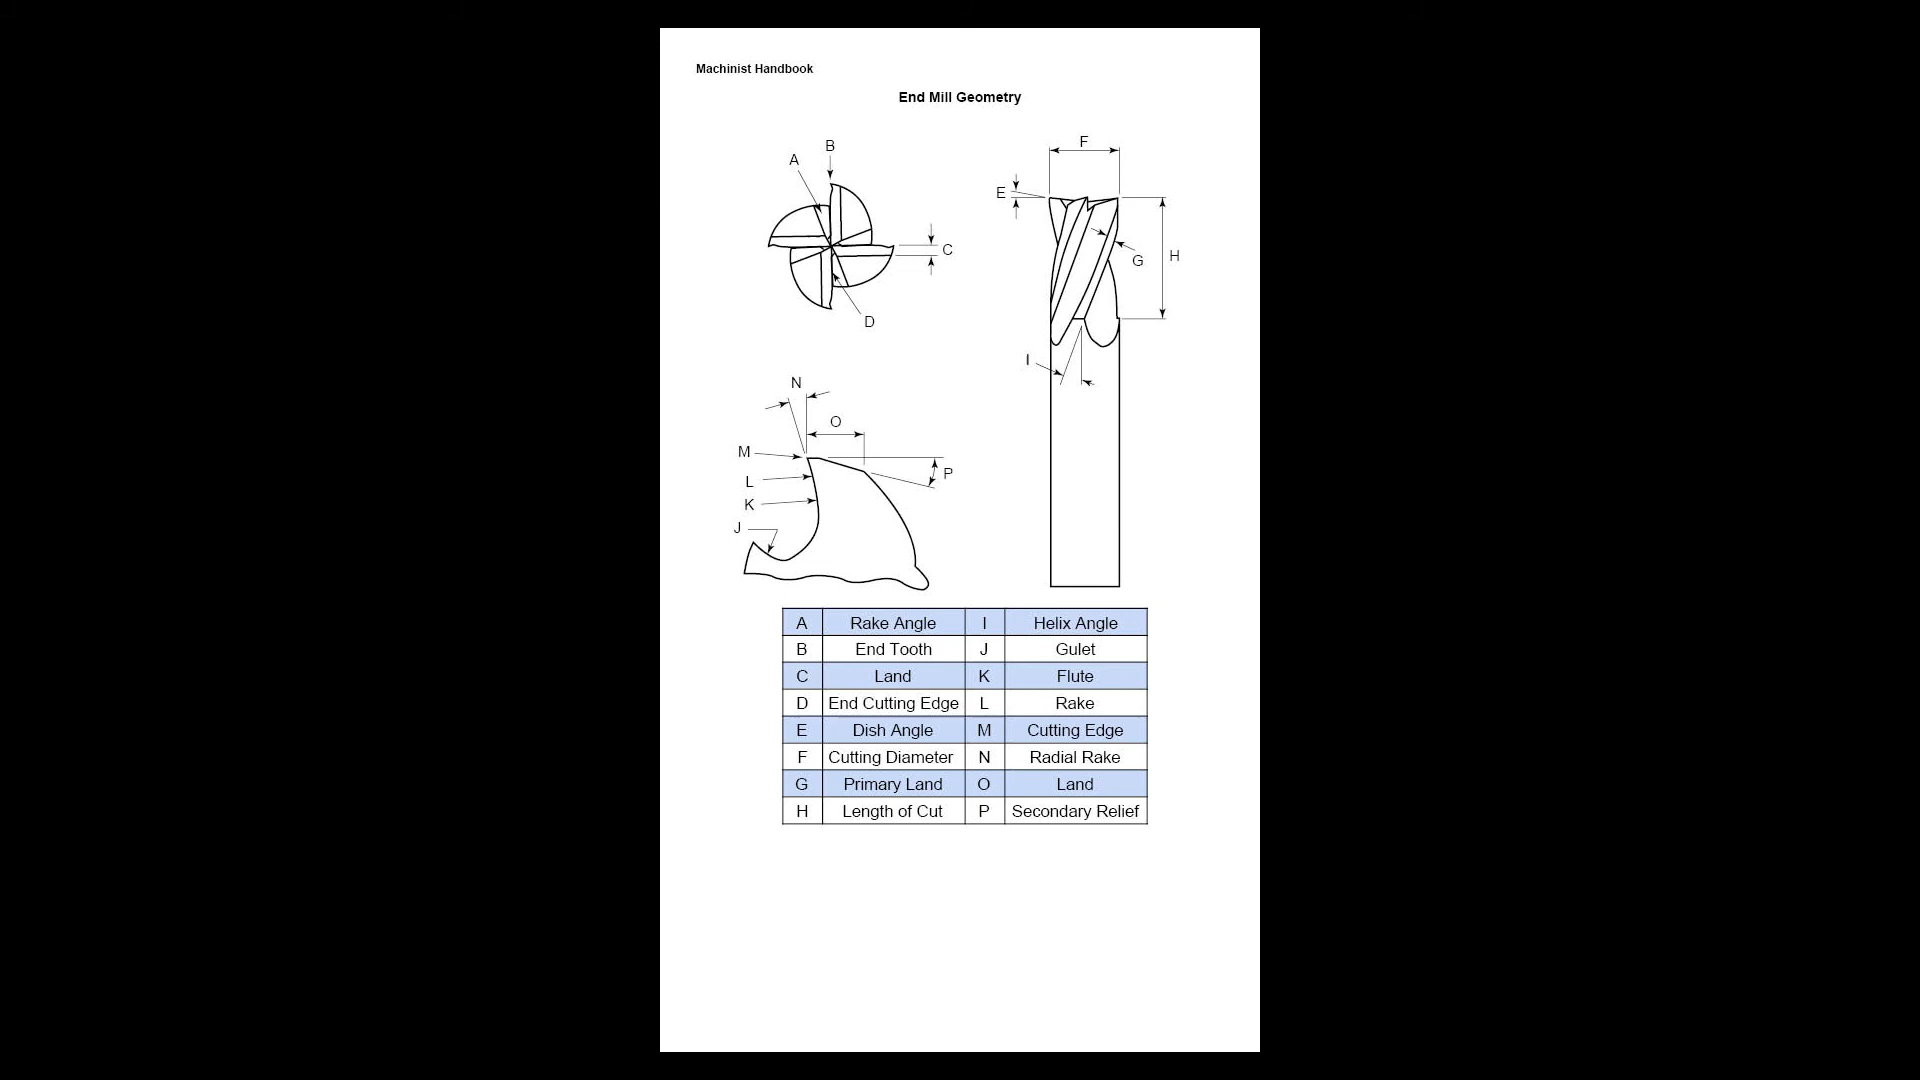 Machinist Handbook
End Mill Geometry
B
A
C
D
F
E
G
H
I
N
O
M
L
K
J
P
A Rake Angle I Helix Angle
B End Tooth J Gulet
C Land K Flute
D End Cutting Edge L Rake
E Dish Angle M Cutting Edge
F Cutting Diameter N Radial Rake
G Primary Land O Land
H Length of Cut P Secondary Relief